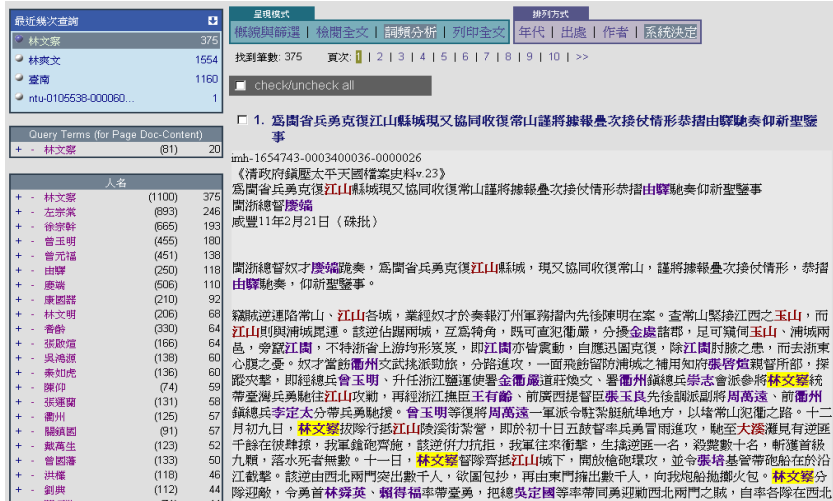 最近幾次查詢
林文察 375
林爽文 1554
臺南 1160
ntu-0105538-000060... 1
Query Terms (for Page Doc-Content)
+ - 林文察 (81) 20
人名
+ - 林文察 (1100) 375
+ - 左宗棠 (893) 246
+ - 徐宗幹 (665) 193
+ - 曾玉明 (455) 180
+ - 曾元福 (451) 138
+ - 由驛 (250) 118
+ - 慶端 (506) 110
+ - 康國器 (210) 92
+ - 林文明 (206) 68
+ - 耆齡 (330) 64
+ - 張啟煊 (166) 64
+ - 吳鴻源 (138) 60
+ - 秦如虎 (136) 60
+ - 陳仰 (74) 59
+ - 張運蘭 (131) 58
+ - 衢州 (125) 57
+ - 關鎮國 (91) 57
+ - 戴萬生 (123) 52
+ - 曾國藩 (133) 50
+ - 洪欉 (118) 46
+ - 劉典 (112) 44
呈現模式
概貌與篩選 | 檢閱全文 | 詞頻分析 | 列印全文
排列方式
年代 | 出處 | 作者 | 系統決定
找到筆數: 375 頁次: 1 | 2 | 3 | 4 | 5 | 6 | 7 | 8 | 9 | 10 | >>
check/uncheck all
1. 為閩省兵勇克復江山縣城現又協同收復常山謹將據報疊次接仗情形恭摺由驛馳奏仰祈聖鑒
事
imh-1654743-0003400036-0000026
《清政府鎮壓太平天國檔案史料v.23》
為閩省兵勇克復江山縣城現又協同收復常山謹將據報疊次接仗情形恭摺由驛馳奏仰祈聖鑒事
閩浙總督慶端
咸豐11年2月21日（硃批）
閩浙總督奴才慶端跪奏，為閩省兵勇克復江山縣城，現又協同收復常山，謹將據報疊次接仗情形，恭摺
由驛馳奏，仰祈聖鑒事。
竊賊逆連陷常山、江山各城，業經奴才於奏報汀州軍務摺內先後陳明在案。查常山緊接江西之玉山，而
江山則與浦城毘連。該逆佔踞兩城，互為犄角，既可直犯衢嚴，分擾金處諸郡，足可窺伺玉山、浦城兩
邑，旁竄江閩，不特浙省上游均形岌岌，即江閩亦皆震動，自應迅圖克復，除江閩肘腋之患，而去浙東
心腹之憂。奴才當飭衢州文武挑派勁旅，分路進攻，一面飛飭留防浦城之補用知府張啟煊親督所部，探
蹤夾擊，即經總兵曾玉明、升任浙江鹽運使署金衢嚴道莊煥文、署衢州鎮總兵崇志會派參將林文察統
帶臺灣兵勇馳往江山攻勦，再經浙江撫臣王有齡、前廣西提督臣張玉良先後調派副將周萬遠、前衢州
鎮總兵李定太分帶兵勇馳援。曾玉明等復將周萬遠一軍派令駐紮艇航埠地方，以堵常山犯衢之路。十二
月初九日，林文察拔隊行抵江山陵溪街紮營，即於初十日五鼓督率兵勇冒雨進攻，馳至大溪灘見有逆匪
千餘在彼肆掠，我軍鎗砲齊施，該逆併力抗拒，我軍往來衝擊，生擒逆匪一名，殺斃數十名，斬獲首級
九顆，落水死者無數。十一日，林文察督隊齊抵江山城下，開放槍砲環攻，並令張培基管帶砲船在於沿
江截擊。該逆由西北兩門突出數千人，欲圖包抄，再由東門擁出數千人，向我炮船拋擲火包。林文察分
隊迎敵，令勇首林舜英、賴得福率帶臺勇，把總吳定國等率帶同勇迎勦西北兩門之賊，自率各隊在西北